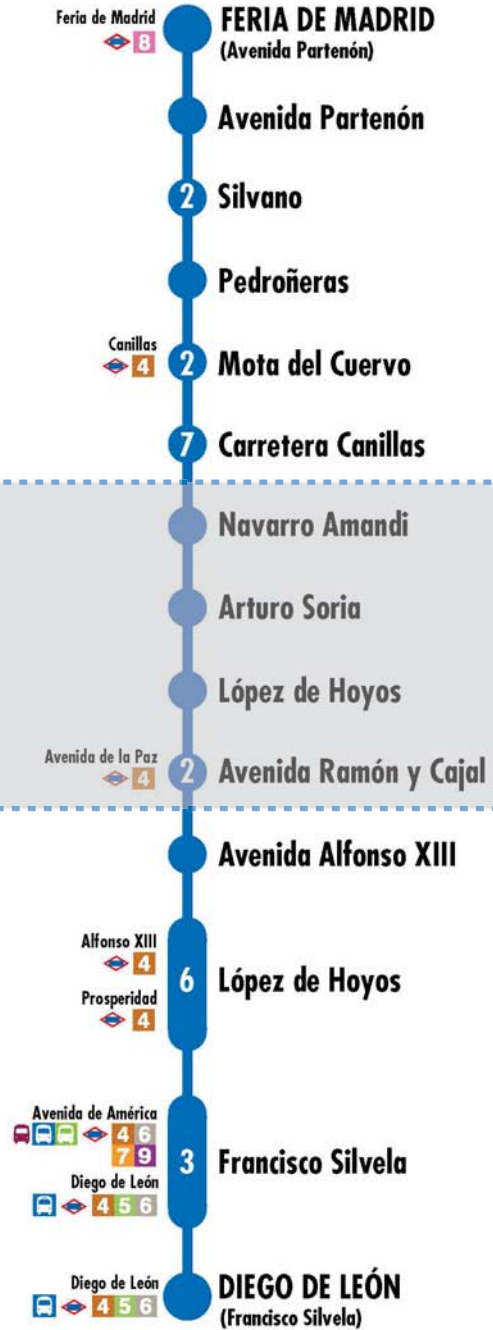 Feria de Madrid
8
FERIA DE MADRID
(Avenida Partenón)
Avenida Partenón
2
Silvano
Pedroñeras
Canillas
4
2
Mota del Cuervo
7
Carretera Canillas
Navarro Amandi
Arturo Soria
López de Hoyos
Avenida de la Paz
4
2
Avenida Ramón y Cajal
Avenida Alfonso XIII
Alfonso XIII
4
Prosperidad
4
6
López de Hoyos
Avenida de América
4 6
7 9
Diego de León
4 5 6
3
Francisco Silvela
Diego de León
4 5 6
DIEGO DE LEÓN
(Francisco Silvela)